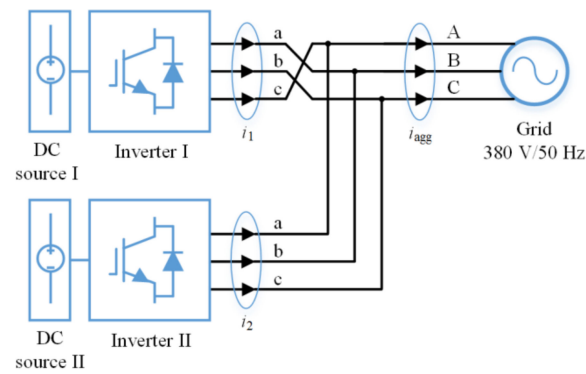 a
A
b
B
c
C
i1
iagg
DC
source I
Inverter I
Grid
380 V/50 Hz
a
b
c
i2
DC
source II
Inverter II